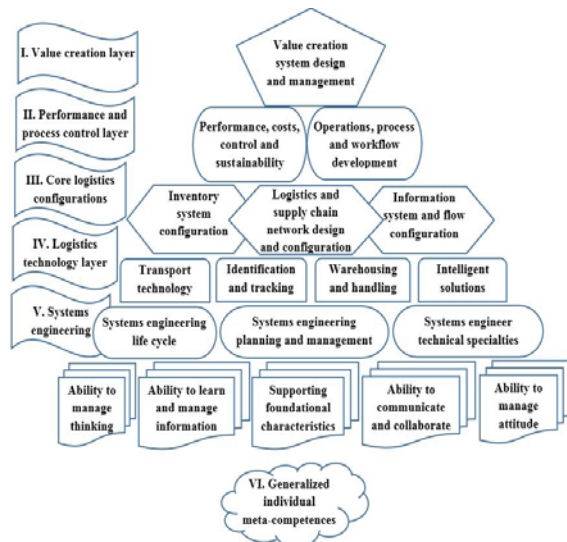 I. Value creation layer
Value creation
system design
and management
II. Performance and
process control layer
Performance, costs,
control and
sustainability
Operations, process
and workflow
development
III. Core logistics
configurations
Inventory
system
configuration
Logistics and
supply chain
network design
and configuration
Information
system and flow
configuration
IV. Logistics
technology layer
Transport
technology
Identification
and tracking
Warehousing
and handling
Intelligent
solutions
V. Systems
engineering
Systems engineering
life cycle
Systems engineering
planning and management
Systems engineer
technical specialties
Ability to
manage
thinking
Ability to learn
and manage
information
Supporting
foundational
characteristics
Ability to
communicate
and collaborate
Ability to
manage
attitude
VI. Generalized
individual
meta-competences